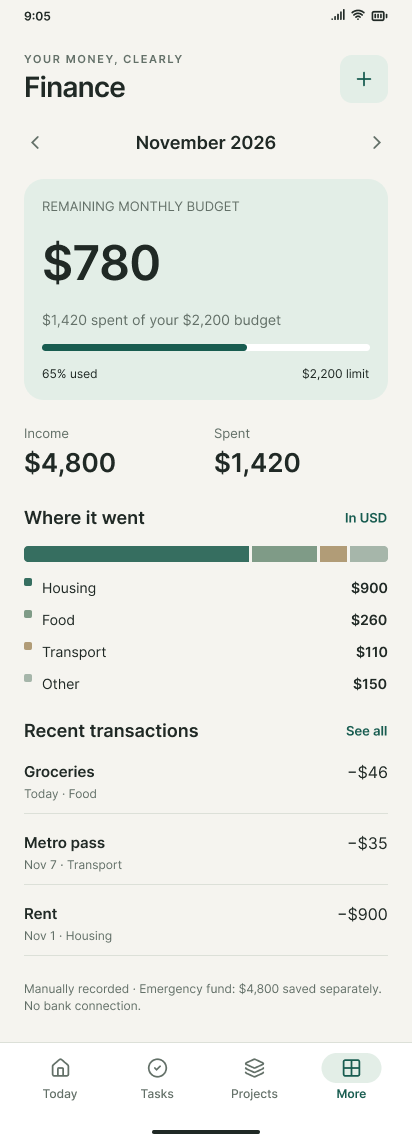 9:05
YOUR MONEY, CLEARLY
Finance
November 2026
REMAINING MONTHLY BUDGET
$780
$1,420 spent of your $2,200 budget
65% used $2,200 limit
Income Spent
$4,800 $1,420
Where it went In USD
Housing $900
Food $260
Transport $110
Other $150
Recent transactions See all
Groceries −$46
Today · Food
Metro pass −$35
Nov 7 · Transport
Rent −$900
Nov 1 · Housing
Manually recorded · Emergency fund: $4,800 saved separately.
No bank connection.
Today Tasks Projects More